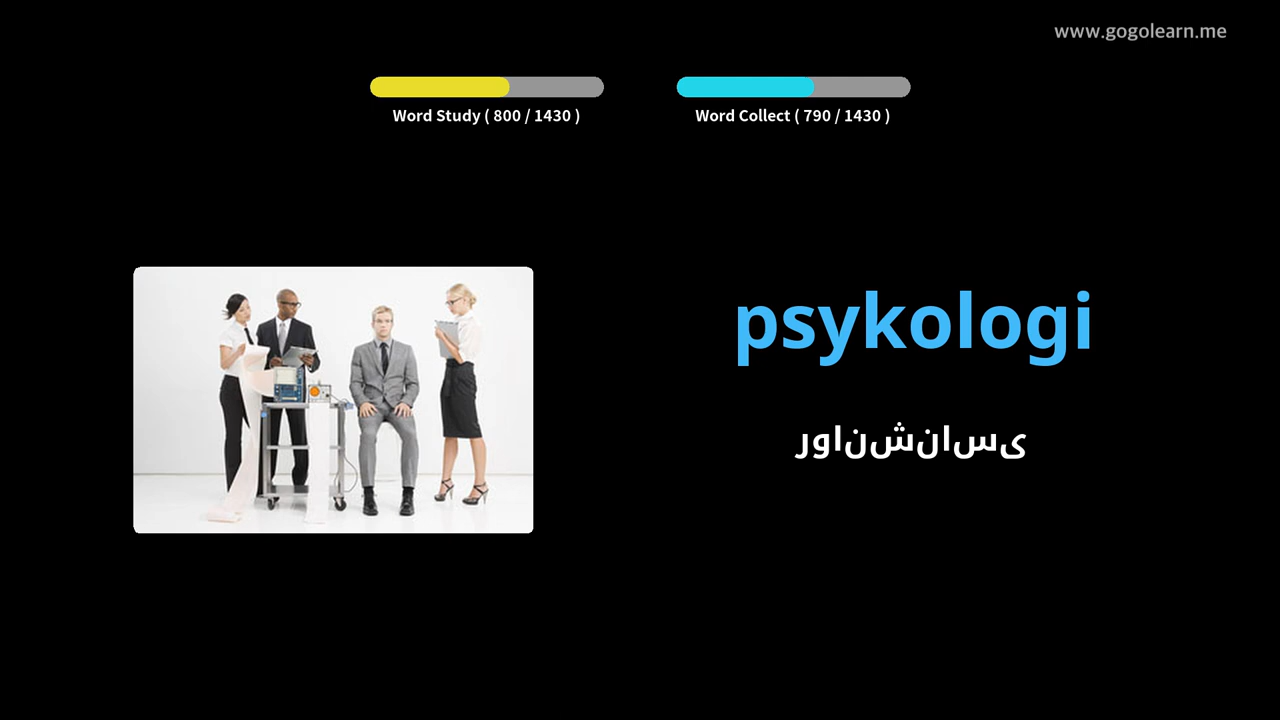 www.gogolearn.me
Word Study ( 800 / 1430 )
Word Collect ( 790 / 1430 )
psykologi
روانشناسی